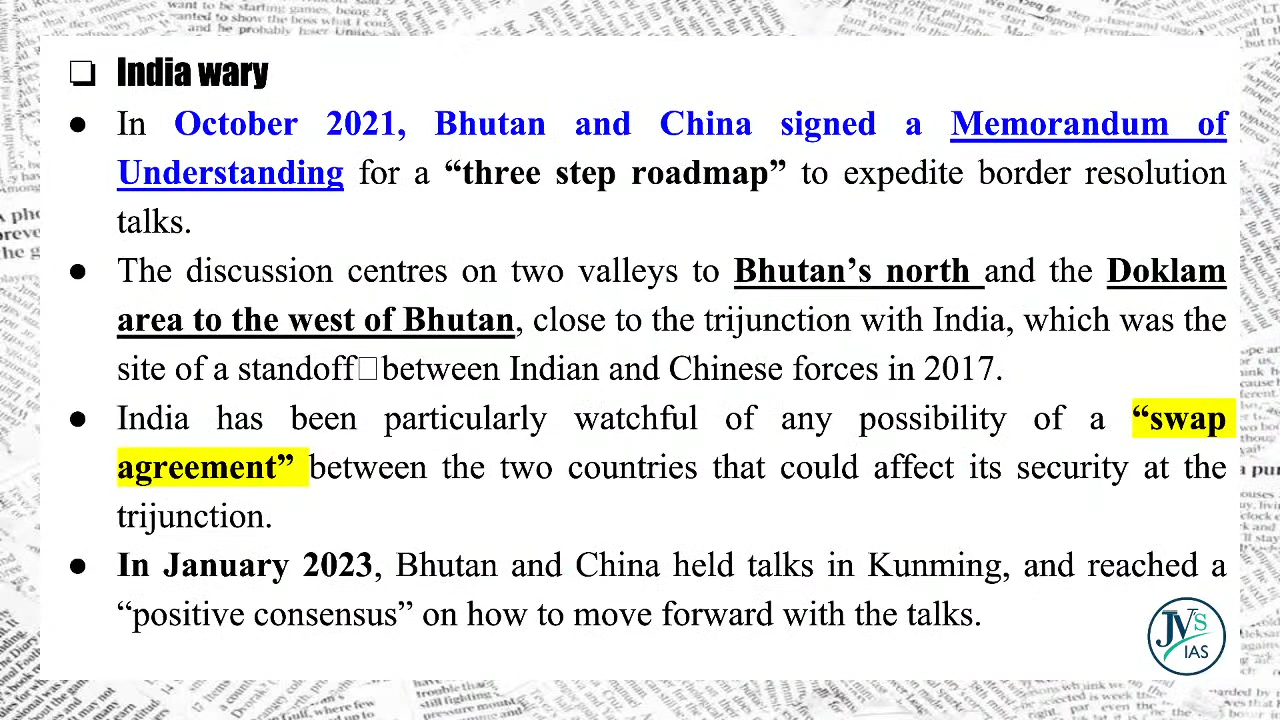 ❑ India wary
● In October 2021, Bhutan and China signed a Memorandum of
Understanding for a “three step roadmap” to expedite border resolution
talks.
● The discussion centres on two valleys to Bhutan’s north and the Doklam
area to the west of Bhutan, close to the trijunction with India, which was the
site of a standoff□between Indian and Chinese forces in 2017.
● India has been particularly watchful of any possibility of a “swap
agreement” between the two countries that could affect its security at the
trijunction.
● In January 2023, Bhutan and China held talks in Kunming, and reached a
“positive consensus” on how to move forward with the talks.
JV'S
IAS